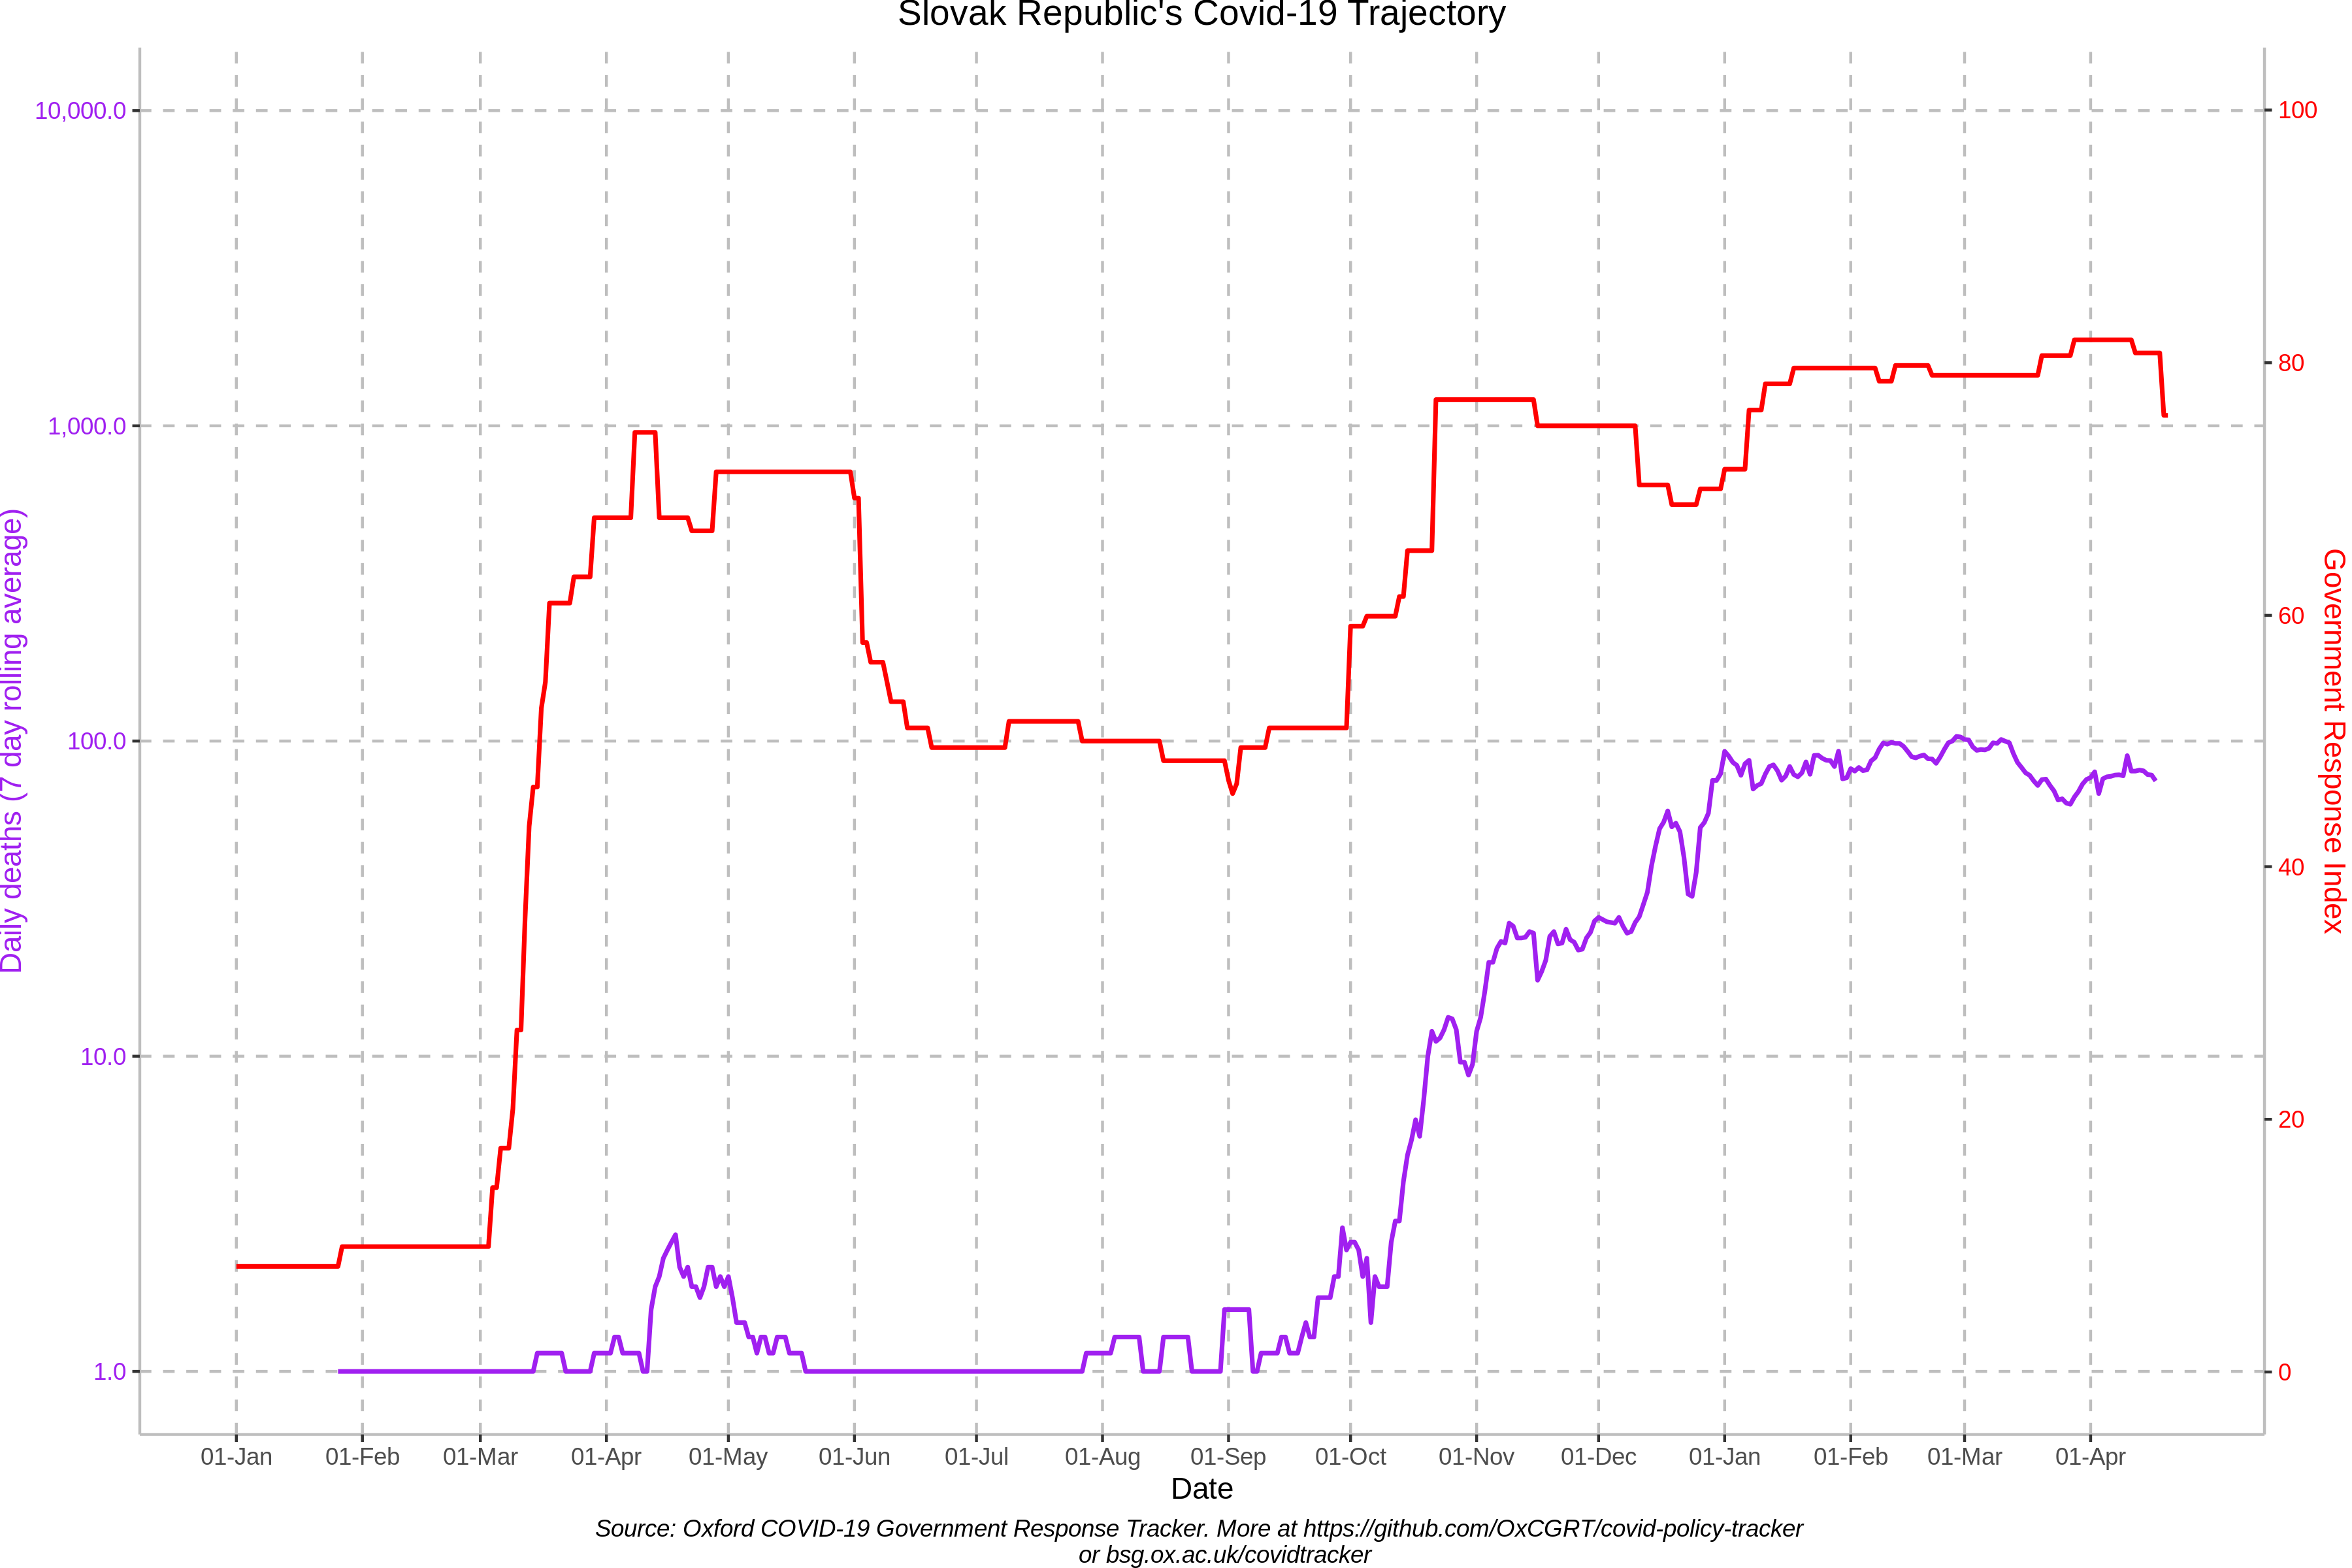 Slovak Republic's Covid-19 Trajectory
10,000.0
1,000.0
100.0
10.0
1.0
Daily deaths (7 day rolling average)
100
80
60
40
20
0
Government Response Index
01-Jan 01-Feb 01-Mar 01-Apr 01-May 01-Jun 01-Jul 01-Aug 01-Sep 01-Oct 01-Nov 01-Dec 01-Jan 01-Feb 01-Mar 01-Apr
Date
Source: Oxford COVID-19 Government Response Tracker. More at https://github.com/OxCGRT/covid-policy-tracker
or bsg.ox.ac.uk/covidtracker